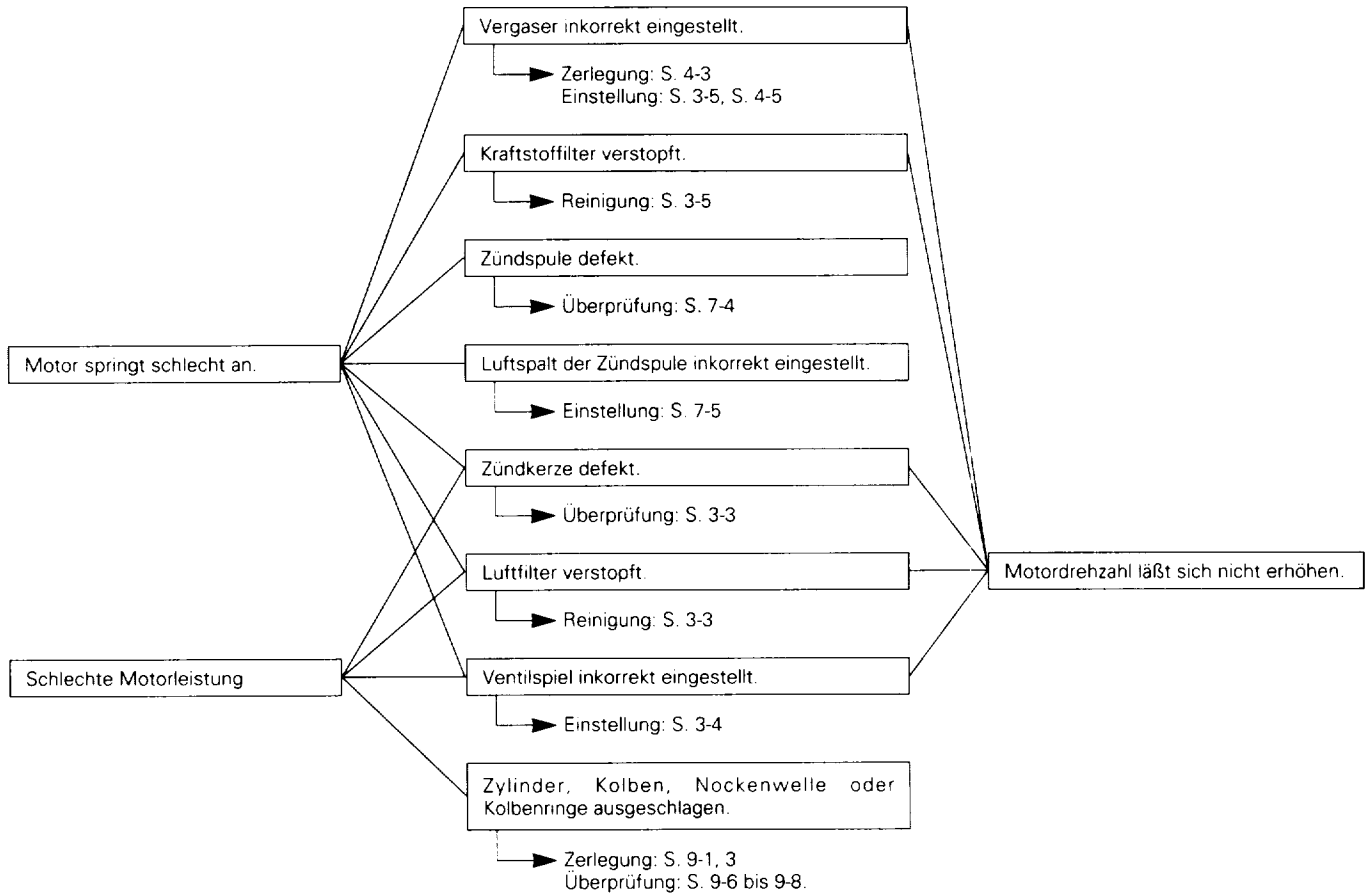 Vergaser inkorrekt eingestellt.
Zerlegung: S. 4-3
Einstellung: S. 3-5, S. 4-5
Kraftstoffilter verstopft.
Reinigung: S. 3-5
Zündspule defekt.
Überprüfung: S. 7-4
Motor springt schlecht an.
Luftspalt der Zündspule inkorrekt eingestellt.
Einstellung: S. 7-5
Zündkerze defekt.
Überprüfung: S. 3-3
Luftfilter verstopft.
Motordrehzahl läßt sich nicht erhöhen.
Reinigung: S. 3-3
Schlechte Motorleistung
Ventilspiel inkorrekt eingestellt.
Einstellung: S. 3-4
Zylinder, Kolben, Nockenwelle oder
Kolbenringe ausgeschlagen.
Zerlegung: S. 9-1, 3
Überprüfung: S. 9-6 bis 9-8.